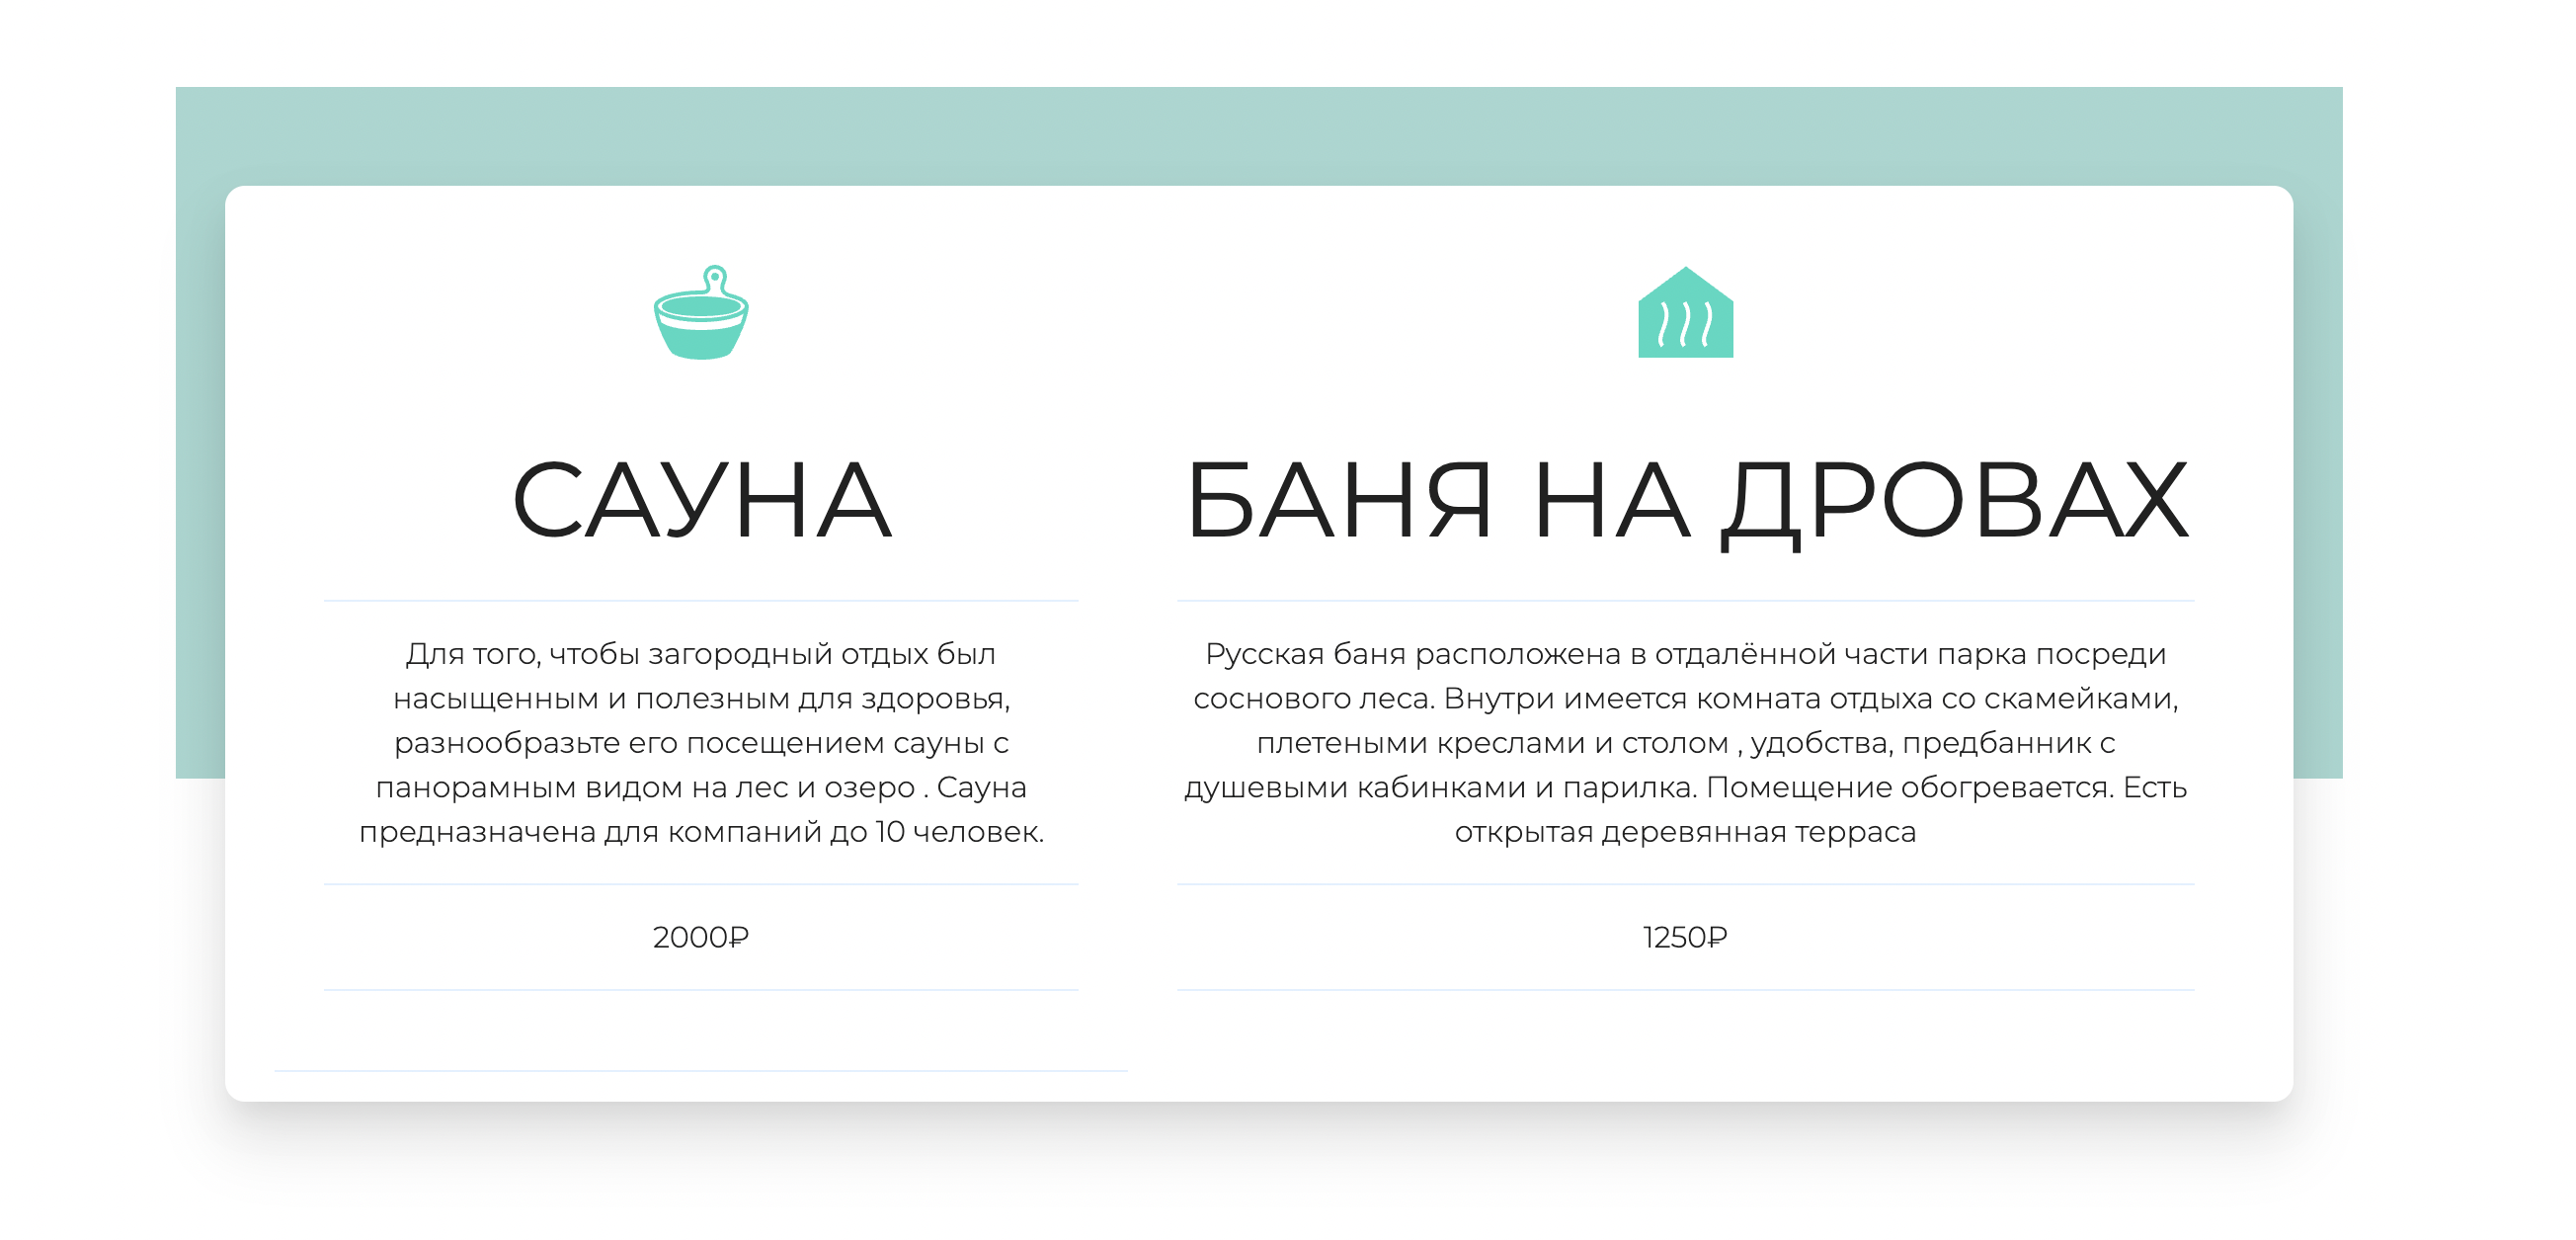 САУНА
Для того, чтобы загородный отдых был
насыщенным и полезным для здоровья,
разнообразьте его посещением сауны с
панорамным видом на лес и озеро . Сауна
предназначена для компаний до 10 человек.
2000₽
БАНЯ НА ДРОВАХ
Русская баня расположена в отдалённой части парка посреди
соснового леса. Внутри имеется комната отдыха со скамейками,
плетеными креслами и столом , удобства, предбанник с
душевыми кабинками и парилка. Помещение обогревается. Есть
открытая деревянная терраса
1250₽